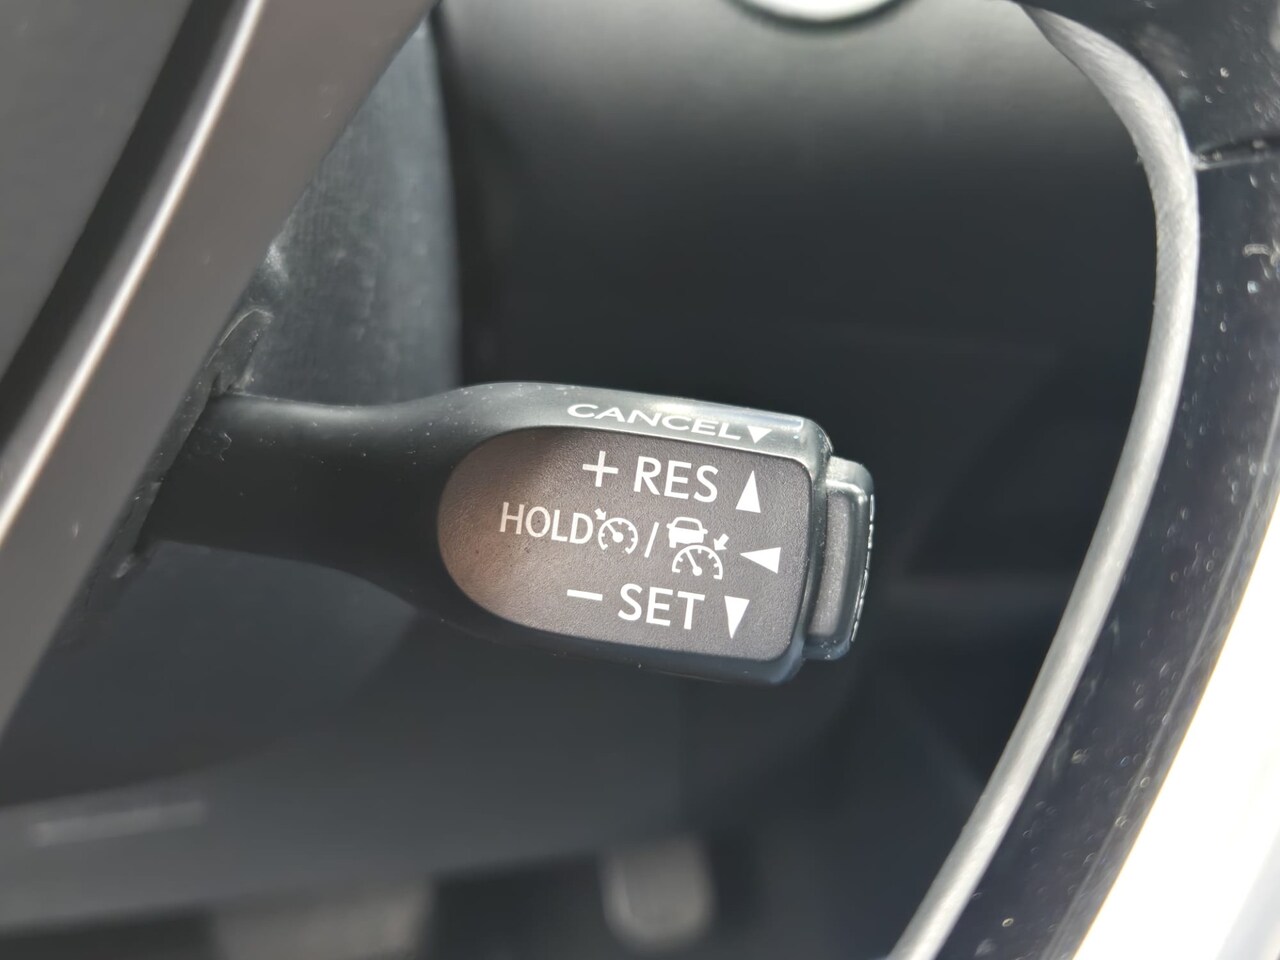 CANCEL▼
+ RES ▲
HOLD / ◀
− SET ▼